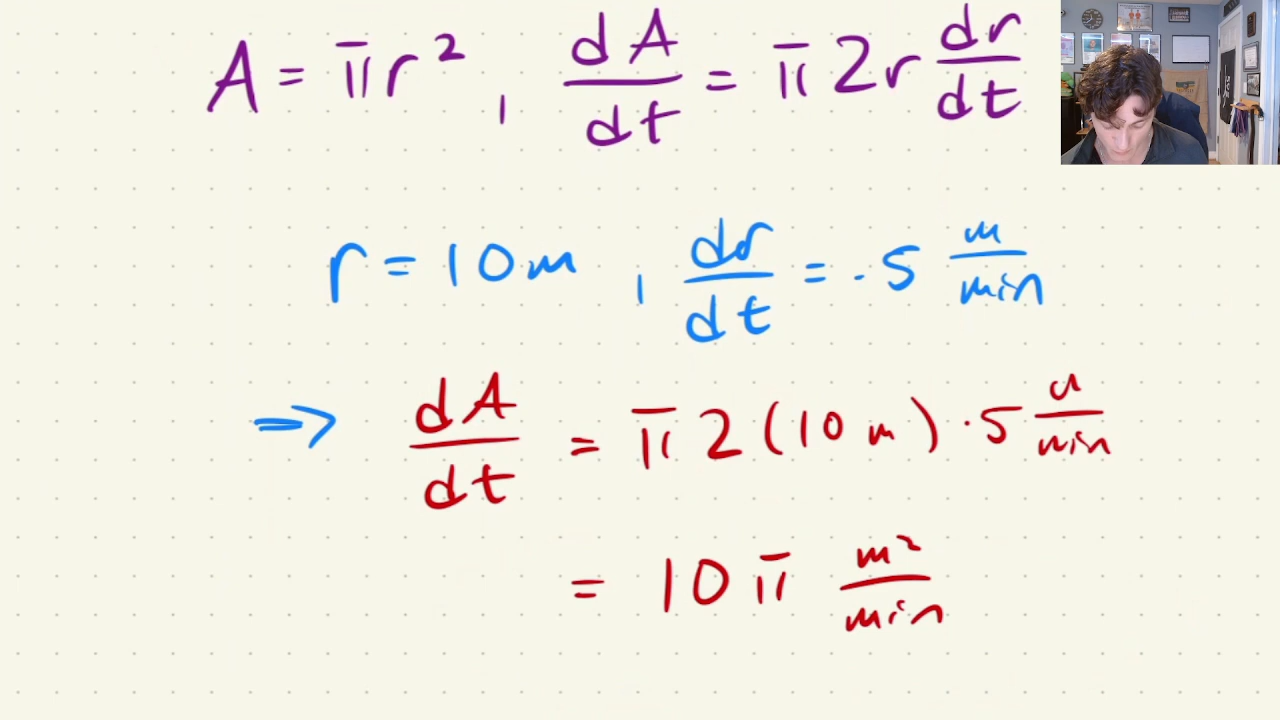 A = πr², dA/dt = π2r dr/dt
r = 10m, dr/dt = .5 m/min
⇒ dA/dt = π2(10m) .5 m/min
= 10π m²/min